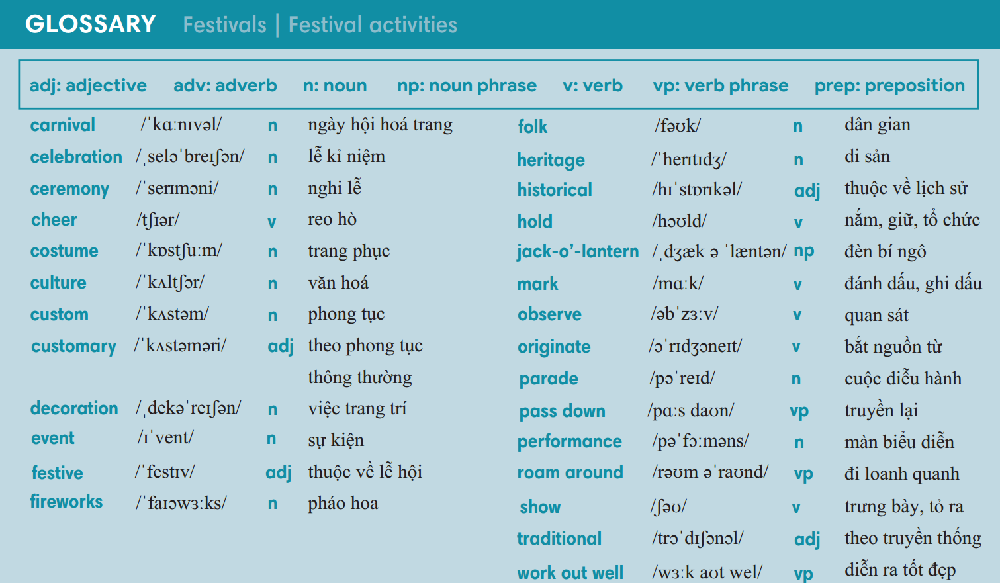 GLOSSARY Festivals | Festival activities
adj: adjective adv: adverb n: noun np: noun phrase v: verb vp: verb phrase prep: preposition
carnival /ˈkɑːnɪvəl/ n ngày hội hoá trang
celebration /ˌseləˈbreɪʃən/ n lễ kỉ niệm
ceremony /ˈserɪməni/ n nghi lễ
cheer /tʃɪər/ v reo hò
costume /ˈkɒstʃuːm/ n trang phục
culture /ˈkʌltʃər/ n văn hoá
custom /ˈkʌstəm/ n phong tục
customary /ˈkʌstəməri/ adj theo phong tục
thông thường
decoration /ˌdekəˈreɪʃən/ n việc trang trí
event /ɪˈvent/ n sự kiện
festive /ˈfestɪv/ adj thuộc về lễ hội
fireworks /ˈfaɪəwɜːks/ n pháo hoa
folk /fəʊk/ n dân gian
heritage /ˈherɪtɪdʒ/ n di sản
historical /hɪˈstɒrɪkəl/ adj thuộc về lịch sử
hold /həʊld/ v nắm, giữ, tổ chức
jack-o’-lantern /ˌdʒæk ə ˈlæntən/ np đèn bí ngô
mark /mɑːk/ v đánh dấu, ghi dấu
observe /əbˈzɜːv/ v quan sát
originate /əˈrɪdʒəneɪt/ v bắt nguồn từ
parade /pəˈreɪd/ n cuộc diễu hành
pass down /pɑːs daʊn/ vp truyền lại
performance /pəˈfɔːməns/ n màn biểu diễn
roam around /rəʊm əˈraʊnd/ vp đi loanh quanh
show /ʃəʊ/ v trưng bày, tỏ ra
traditional /trəˈdɪʃənəl/ adj theo truyền thống
work out well /wɜːk aʊt wel/ vp diễn ra tốt đẹp